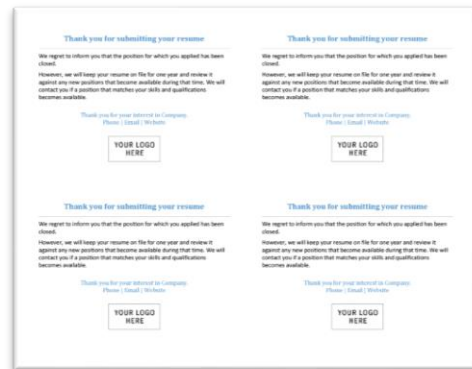 Thank you for submitting your resume
We regret to inform you that the position for which you applied has been
closed.
However, we will keep your resume on file for one year and review it
against any new positions that become available during that time. We will
contact you if a position that matches your skills and qualifications
becomes available.
Thank you for your interest in Company.
Phone | Email | Website
YOUR LOGO
HERE
Thank you for submitting your resume
We regret to inform you that the position for which you applied has been
closed.
However, we will keep your resume on file for one year and review it
against any new positions that become available during that time. We will
contact you if a position that matches your skills and qualifications
becomes available.
Thank you for your interest in Company.
Phone | Email | Website
YOUR LOGO
HERE
Thank you for submitting your resume
We regret to inform you that the position for which you applied has been
closed.
However, we will keep your resume on file for one year and review it
against any new positions that become available during that time. We will
contact you if a position that matches your skills and qualifications
becomes available.
Thank you for your interest in Company.
Phone | Email | Website
YOUR LOGO
HERE
Thank you for submitting your resume
We regret to inform you that the position for which you applied has been
closed.
However, we will keep your resume on file for one year and review it
against any new positions that become available during that time. We will
contact you if a position that matches your skills and qualifications
becomes available.
Thank you for your interest in Company.
Phone | Email | Website
YOUR LOGO
HERE